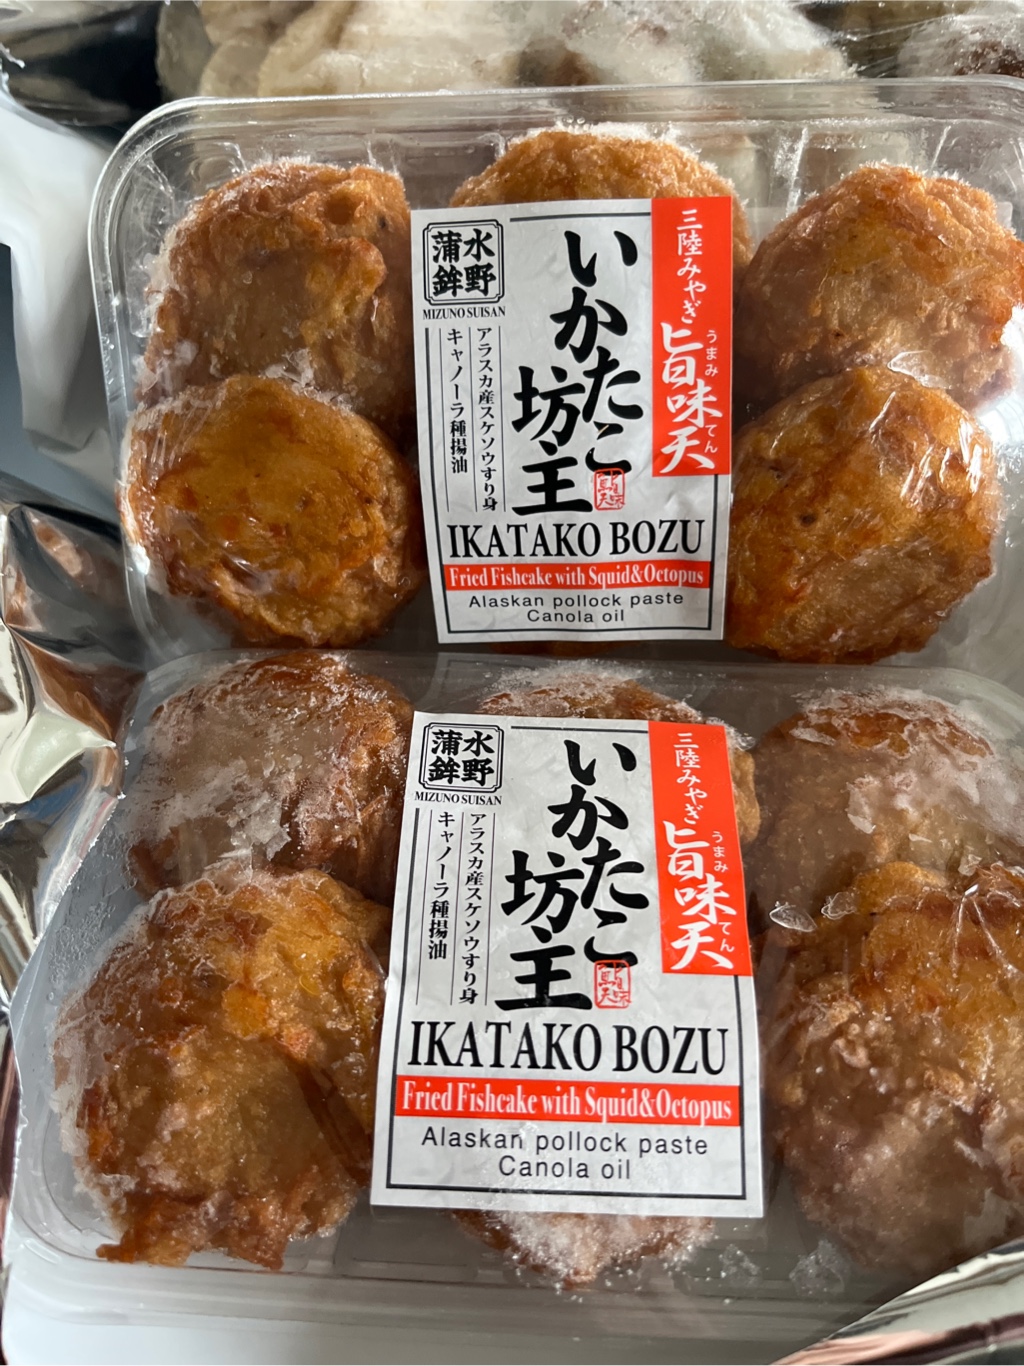 三陸みやぎ旨味天
うまみてん
いかたこ
坊主
水野
蒲鉾
MIZUNO SUISAN
アラスカ産スケソウすり身
キャノーラ種揚油
IKATAKO BOZU
Fried Fishcake with Squid&Octopus
Alaskan pollock paste
Canola oil
三陸みやぎ旨味天
うまみてん
いかたこ
坊主
水野
蒲鉾
MIZUNO SUISAN
アラスカ産スケソウすり身
キャノーラ種揚油
IKATAKO BOZU
Fried Fishcake with Squid&Octopus
Alaskan pollock paste
Canola oil